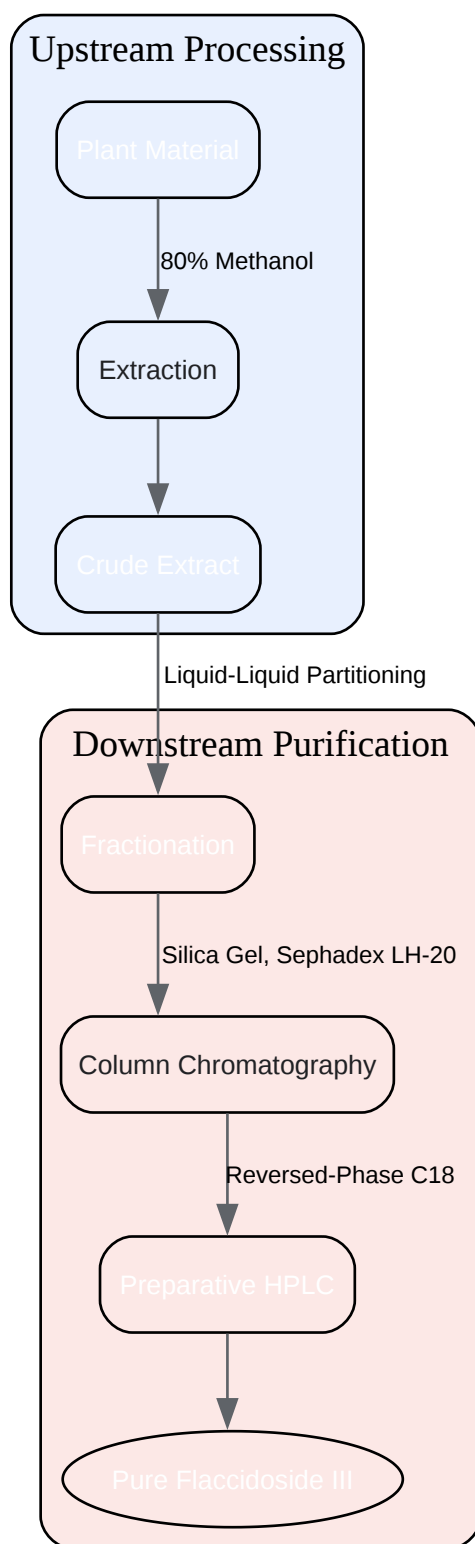 Upstream Processing
Plant Material
80% Methanol
Extraction
Crude Extract
Liquid-Liquid Partitioning
Downstream Purification
Fractionation
Silica Gel, Sephadex LH-20
Column Chromatography
Reversed-Phase C18
Preparative HPLC
Pure Flaccidoside III